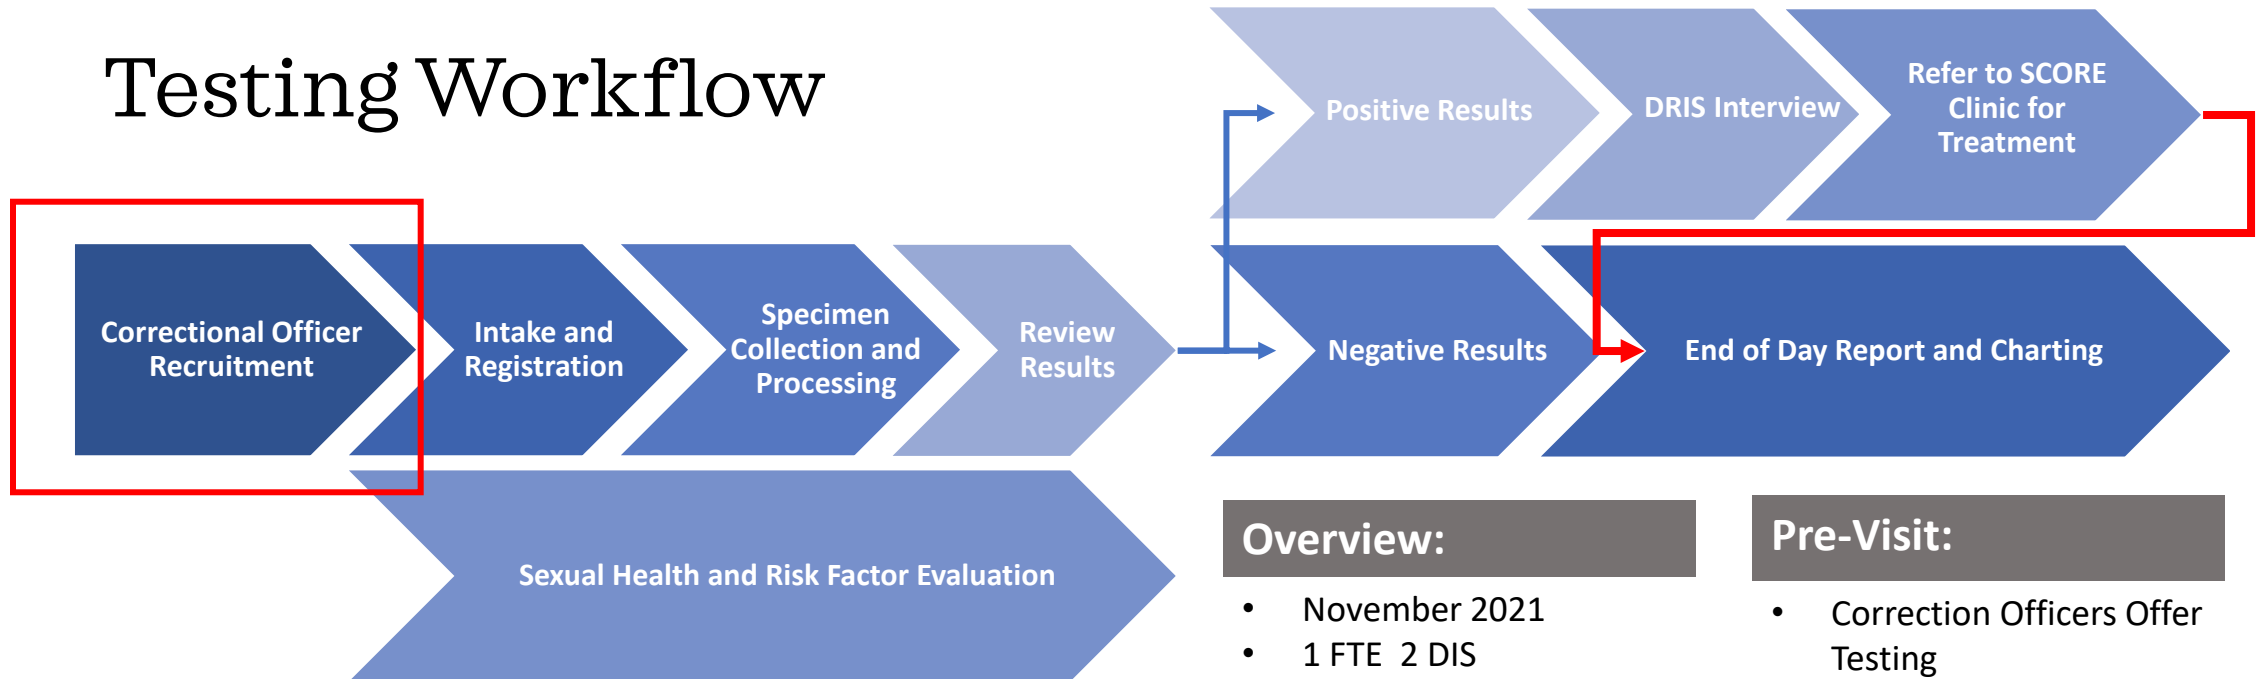 Testing Workflow
Correctional Officer
Recruitment
Intake and
Registration
Specimen
Collection and
Processing
Review
Results
Positive Results
DRIS Interview
Refer to SCORE
Clinic for
Treatment
Negative Results
End of Day Report and Charting
Sexual Health and Risk Factor Evaluation
Overview:
• November 2021
• 1 FTE 2 DIS
Pre-Visit:
• Correction Officers Offer
Testing